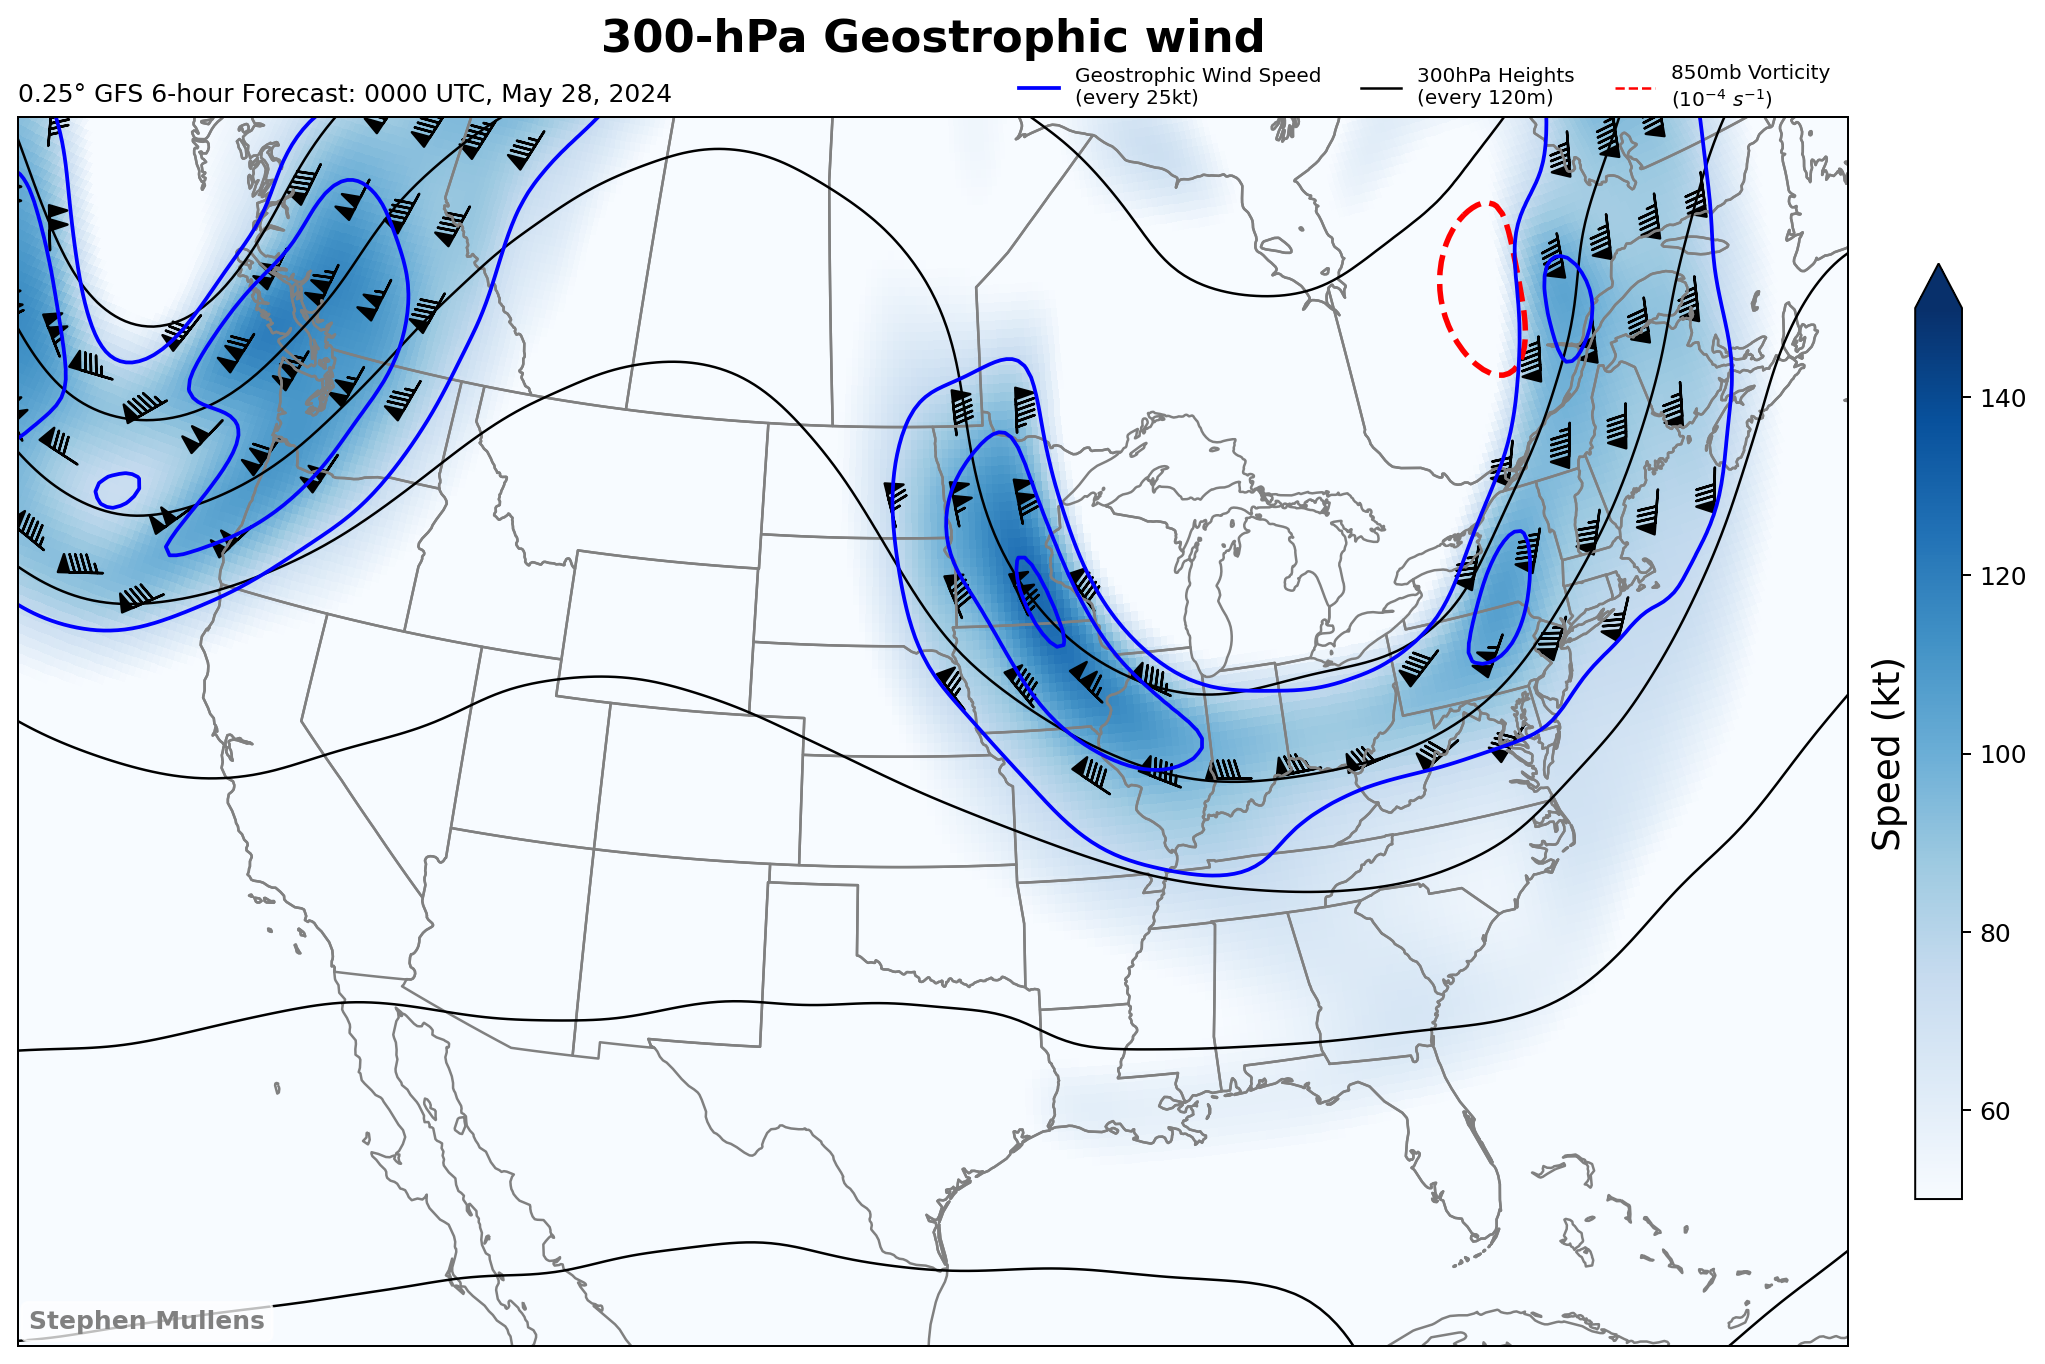 300-hPa Geostrophic wind
0.25° GFS 6-hour Forecast: 0000 UTC, May 28, 2024
Geostrophic Wind Speed
(every 25kt)
300hPa Heights
(every 120m)
850mb Vorticity
(10⁻⁴ s⁻¹)
140
120
100
80
60
Speed (kt)
Stephen Mullens